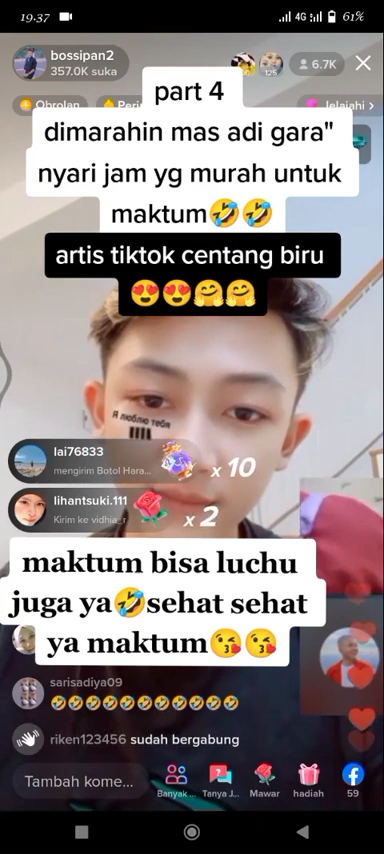 19.37
4G
61%
bossipan2
357.0K suka
125
6.7K
Obrolan
Jelajahi >
part 4
dimarahin mas adi gara"
nyari jam yg murah untuk
maktum🤣🤣
artis tiktok centang biru
😍😍🤗🤗
Я люблю тебя
lai76833
mengirim Botol Hara...
x 10
lihantsuki.111
Kirim ke vidhia_r
x 2
maktum bisa luchu
juga ya🤣sehat sehat
ya maktum😘😘
sarisadiya09
🤣🤣🤣🤣🤣🤣🤣🤣🤣🤣🤣
riken123456 sudah bergabung
Tambah kome...
Banyak ...
Tanya J...
Mawar
hadiah
59